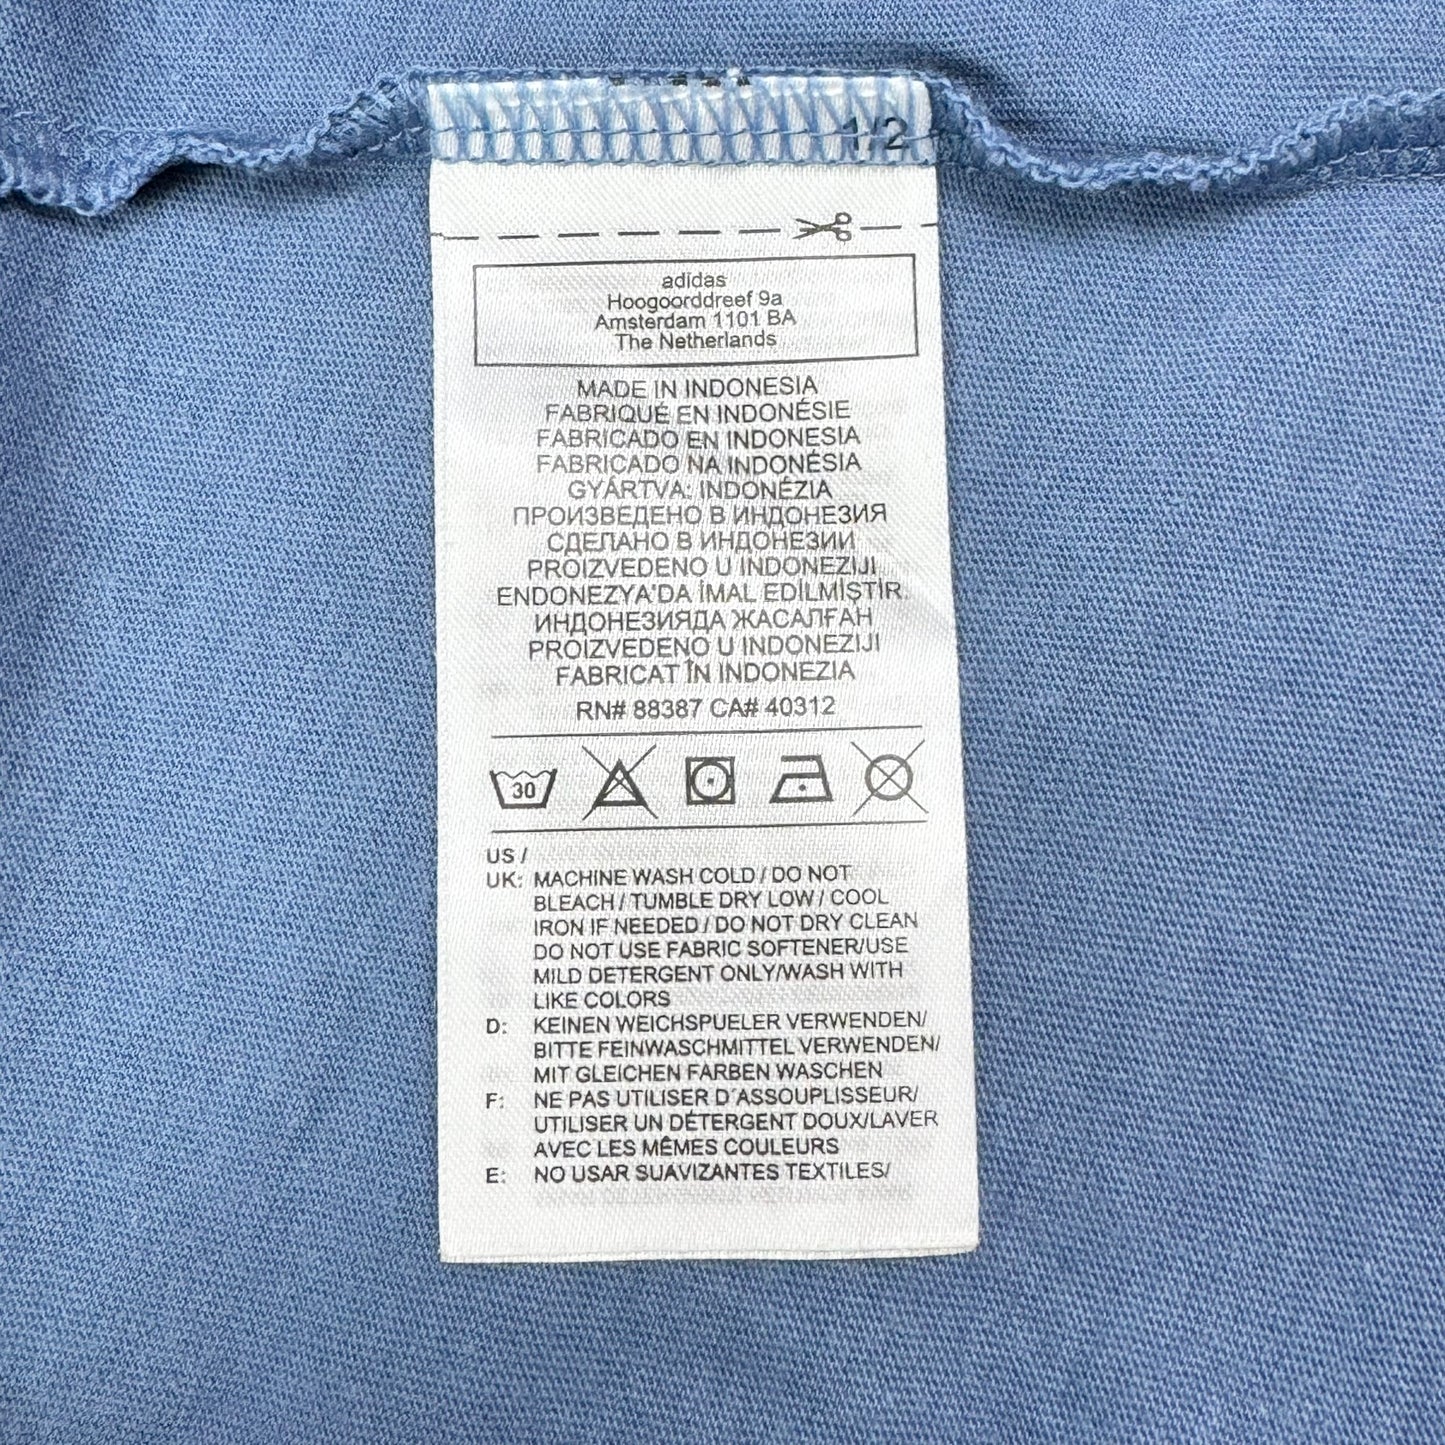 1/2
adidas
Hoogoorddreef 9a
Amsterdam 1101 BA
The Netherlands
MADE IN INDONESIA
FABRIQUÉ EN INDONÉSIE
FABRICADO EN INDONESIA
FABRICADO NA INDONÉSIA
GYÁRTVA: INDONÉZIA
ПРОИЗВЕДЕНО В ИНДОНЕЗИЯ
СДЕЛАНО В ИНДОНЕЗИИ
PROIZVEDENO U INDONEZIJI
ENDONEZYA'DA İMAL EDİLMİŞTİR.
ИНДОНЕЗИЯДА ЖАСАЛҒАН
PROIZVEDENO U INDONEZIJI
FABRICAT ÎN INDONEZIA
RN# 88387 CA# 40312
30
US /
UK: MACHINE WASH COLD / DO NOT
BLEACH / TUMBLE DRY LOW / COOL
IRON IF NEEDED / DO NOT DRY CLEAN
DO NOT USE FABRIC SOFTENER/USE
MILD DETERGENT ONLY/WASH WITH
LIKE COLORS
D: KEINEN WEICHSPUELER VERWENDEN/
BITTE FEINWASCHMITTEL VERWENDEN/
MIT GLEICHEN FARBEN WASCHEN
F: NE PAS UTILISER D´ASSOUPLISSEUR/
UTILISER UN DÉTERGENT DOUX/LAVER
AVEC LES MÊMES COULEURS
E: NO USAR SUAVIZANTES TEXTILES/